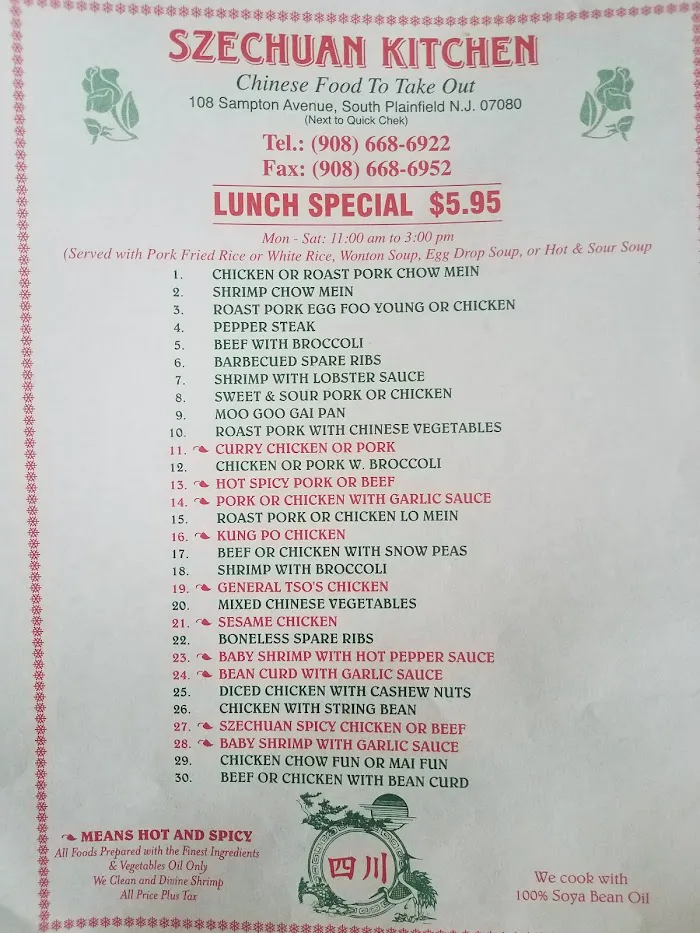 SZECHUAN KITCHEN
Chinese Food To Take Out
108 Sampton Avenue, South Plainfield N.J. 07080
(Next to Quick Chek)
Tel.: (908) 668-6922
Fax: (908) 668-6952
LUNCH SPECIAL $5.95
Mon - Sat: 11:00 am to 3:00 pm
(Served with Pork Fried Rice or White Rice, Wonton Soup, Egg Drop Soup, or Hot & Sour Soup
1. CHICKEN OR ROAST PORK CHOW MEIN
2. SHRIMP CHOW MEIN
3. ROAST PORK EGG FOO YOUNG OR CHICKEN
4. PEPPER STEAK
5. BEEF WITH BROCCOLI
6. BARBECUED SPARE RIBS
7. SHRIMP WITH LOBSTER SAUCE
8. SWEET & SOUR PORK OR CHICKEN
9. MOO GOO GAI PAN
10. ROAST PORK WITH CHINESE VEGETABLES
11. CURRY CHICKEN OR PORK
12. CHICKEN OR PORK W. BROCCOLI
13. HOT SPICY PORK OR BEEF
14. PORK OR CHICKEN WITH GARLIC SAUCE
15. ROAST PORK OR CHICKEN LO MEIN
16. KUNG PO CHICKEN
17. BEEF OR CHICKEN WITH SNOW PEAS
18. SHRIMP WITH BROCCOLI
19. GENERAL TSO'S CHICKEN
20. MIXED CHINESE VEGETABLES
21. SESAME CHICKEN
22. BONELESS SPARE RIBS
23. BABY SHRIMP WITH HOT PEPPER SAUCE
24. BEAN CURD WITH GARLIC SAUCE
25. DICED CHICKEN WITH CASHEW NUTS
26. CHICKEN WITH STRING BEAN
27. SZECHUAN SPICY CHICKEN OR BEEF
28. BABY SHRIMP WITH GARLIC SAUCE
29. CHICKEN CHOW FUN OR MAI FUN
30. BEEF OR CHICKEN WITH BEAN CURD
MEANS HOT AND SPICY
All Foods Prepared with the Finest Ingredients
& Vegetables Oil Only
We Clean and Divine Shrimp
All Price Plus Tax
四川
We cook with
100% Soya Bean Oil